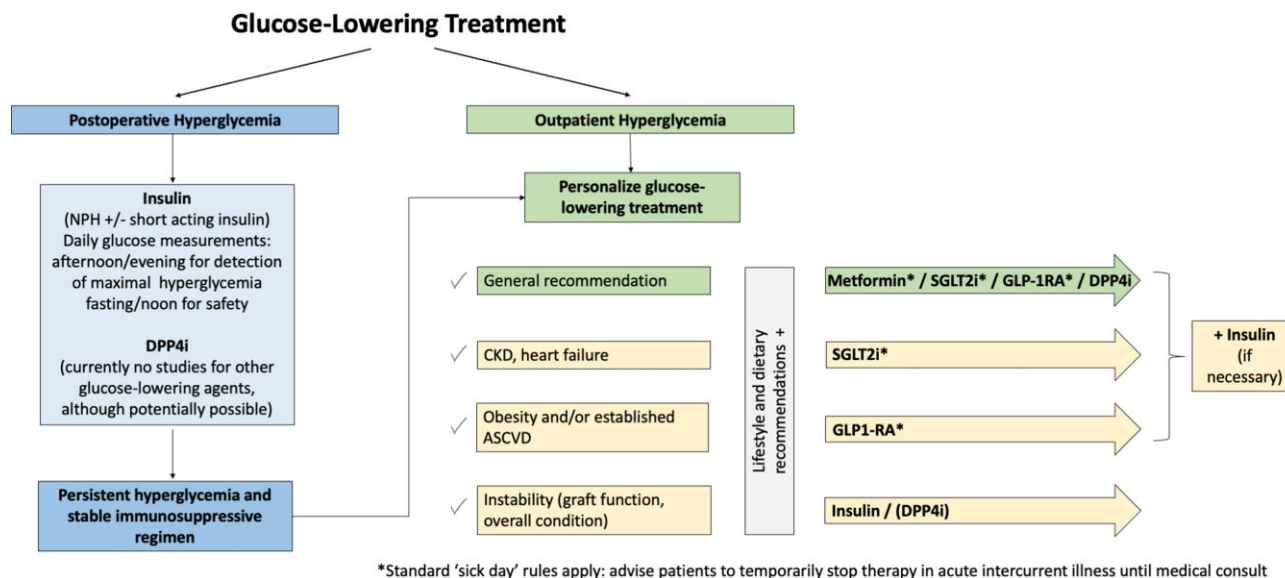 Glucose-Lowering Treatment
Postoperative Hyperglycemia
Insulin
(NPH +/- short acting insulin)
Daily glucose measurements:
afternoon/evening for detection
of maximal hyperglycemia
fasting/noon for safety
DPP4i
(currently no studies for other
glucose-lowering agents,
although potentially possible)
Persistent hyperglycemia and
stable immunosuppressive
regimen
Outpatient Hyperglycemia
Personalize glucose-
lowering treatment
General recommendation
CKD, heart failure
Obesity and/or established
ASCVD
Instability (graft function,
overall condition)
Lifestyle and dietary
recommendations +
Metformin* / SGLT2i* / GLP-1RA* / DPP4i
SGLT2i*
GLP1-RA*
Insulin / (DPP4i)
+ Insulin
(if
necessary)
*Standard ‘sick day’ rules apply: advise patients to temporarily stop therapy in acute intercurrent illness until medical consult